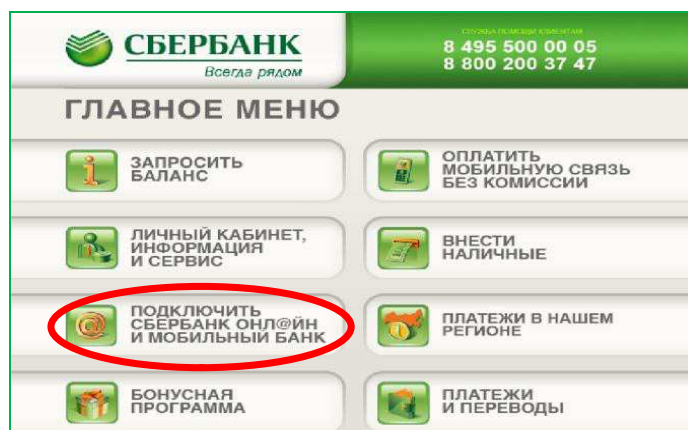 СБЕРБАНК
Всегда рядом
СЛУЖБА ПОМОЩИ КЛИЕНТАМ
8 495 500 00 05
8 800 200 37 47
ГЛАВНОЕ МЕНЮ
ЗАПРОСИТЬ
БАЛАНС
ОПЛАТИТЬ
МОБИЛЬНУЮ СВЯЗЬ
БЕЗ КОМИССИИ
ЛИЧНЫЙ КАБИНЕТ,
ИНФОРМАЦИЯ
И СЕРВИС
ВНЕСТИ
НАЛИЧНЫЕ
ПОДКЛЮЧИТЬ
СБЕРБАНК ОНЛ@ЙН
И МОБИЛЬНЫЙ БАНК
ПЛАТЕЖИ В НАШЕМ
РЕГИОНЕ
БОНУСНАЯ
ПРОГРАММА
ПЛАТЕЖИ
И ПЕРЕВОДЫ